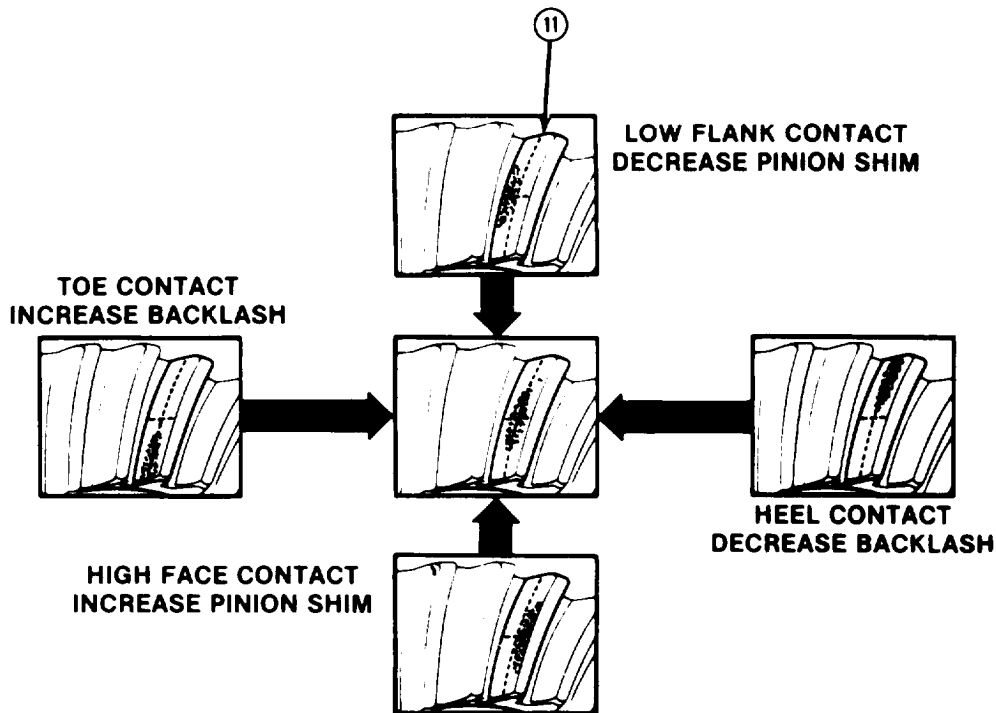 11
LOW FLANK CONTACT
DECREASE PINION SHIM
TOE CONTACT
INCREASE BACKLASH
HEEL CONTACT
DECREASE BACKLASH
HIGH FACE CONTACT
INCREASE PINION SHIM